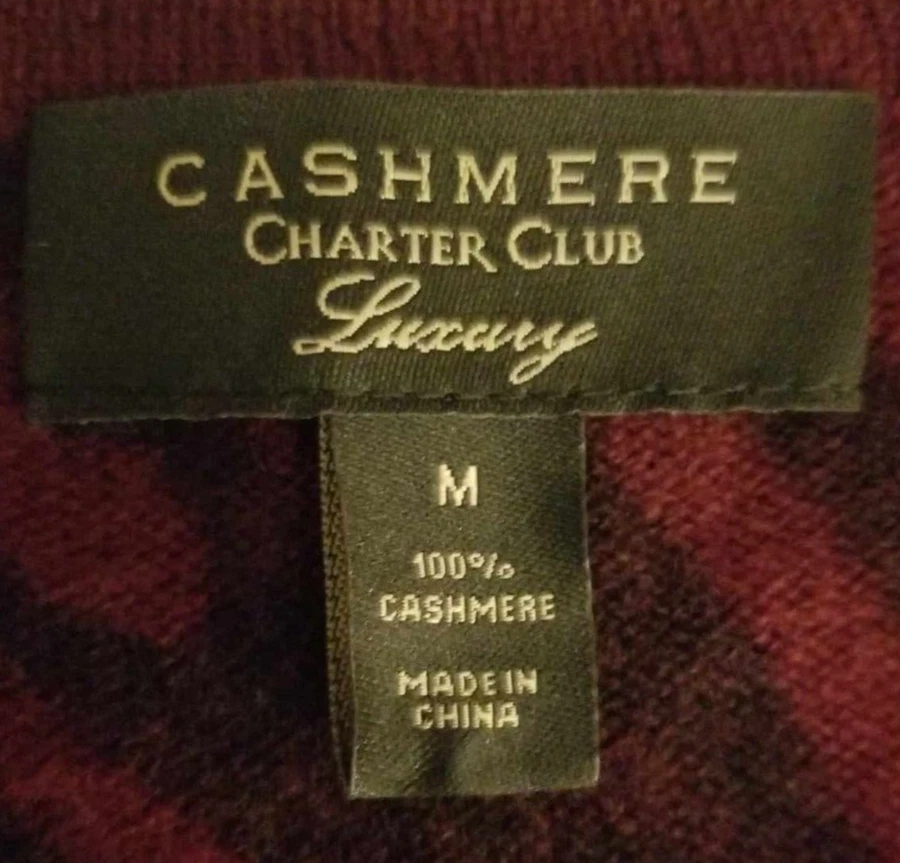 CASHMERE
CHARTER CLUB
Luxury
M
100%
CASHMERE
MADE IN
CHINA